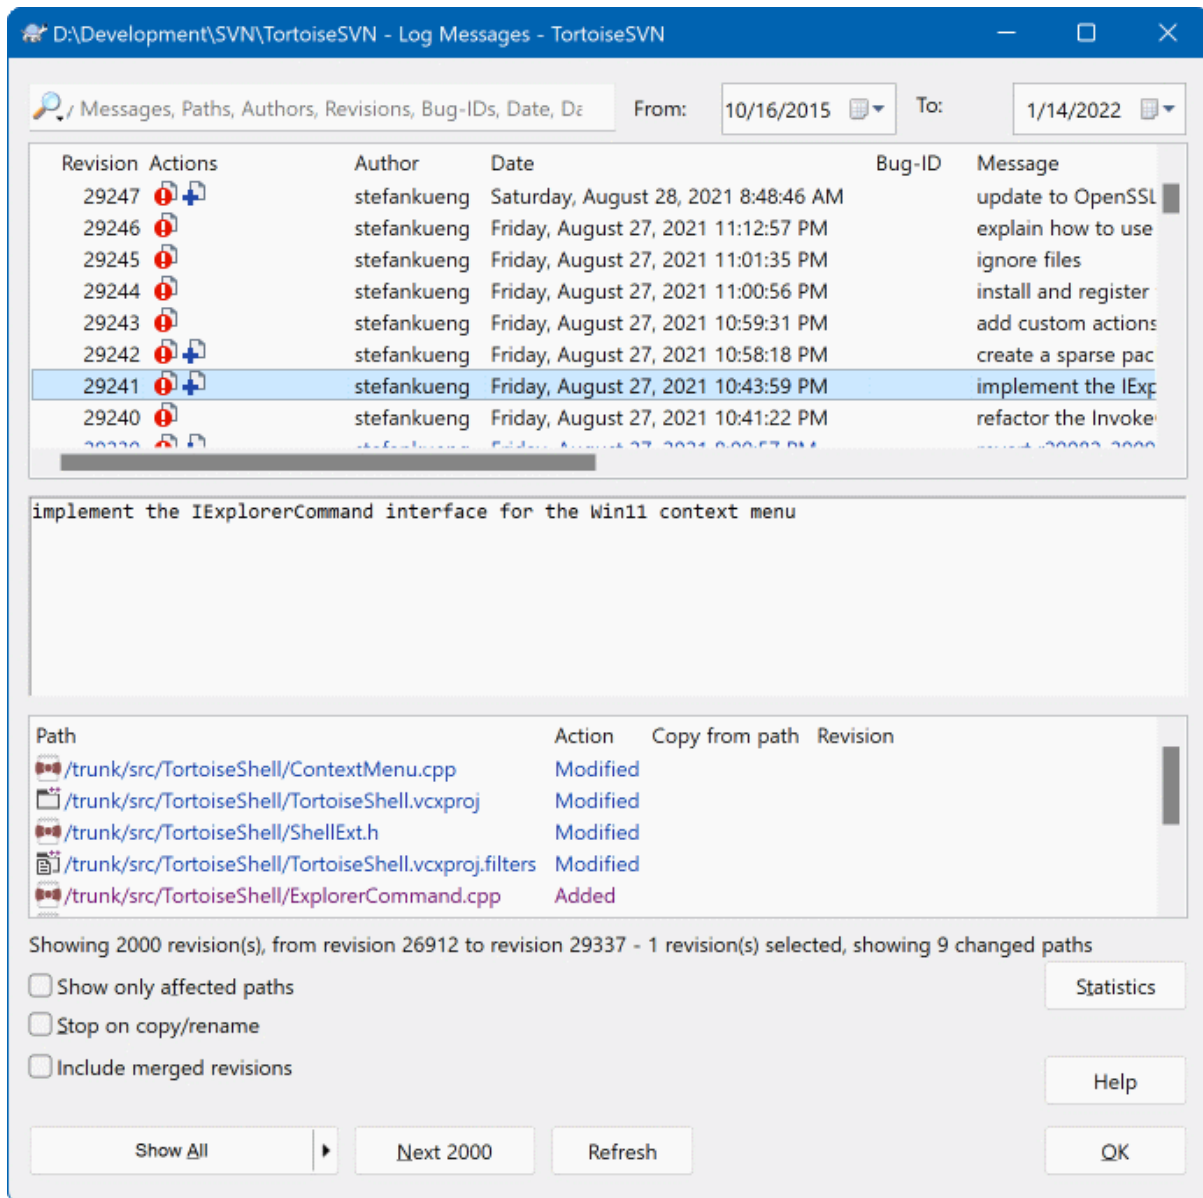 D:\Development\SVN\TortoiseSVN - Log Messages - TortoiseSVN
Messages, Paths, Authors, Revisions, Bug-IDs, Date, Da From: 10/16/2015 To: 1/14/2022
Revision Actions Author Date Bug-ID Message
29247 stefankueng Saturday, August 28, 2021 8:48:46 AM update to OpenSSL
29246 stefankueng Friday, August 27, 2021 11:12:57 PM explain how to use
29245 stefankueng Friday, August 27, 2021 11:01:35 PM ignore files
29244 stefankueng Friday, August 27, 2021 11:00:56 PM install and register
29243 stefankueng Friday, August 27, 2021 10:59:31 PM add custom actions
29242 stefankueng Friday, August 27, 2021 10:58:18 PM create a sparse pac
29241 stefankueng Friday, August 27, 2021 10:43:59 PM implement the IExp
29240 stefankueng Friday, August 27, 2021 10:41:22 PM refactor the Invoke
implement the IExplorerCommand interface for the Win11 context menu
Path Action Copy from path Revision
/trunk/src/TortoiseShell/ContextMenu.cpp Modified
/trunk/src/TortoiseShell/TortoiseShell.vcxproj Modified
/trunk/src/TortoiseShell/ShellExt.h Modified
/trunk/src/TortoiseShell/TortoiseShell.vcxproj.filters Modified
/trunk/src/TortoiseShell/ExplorerCommand.cpp Added
Showing 2000 revision(s), from revision 26912 to revision 29337 - 1 revision(s) selected, showing 9 changed paths
Show only affected paths Statistics
Stop on copy/rename
Include merged revisions
Help
Show All Next 2000 Refresh OK